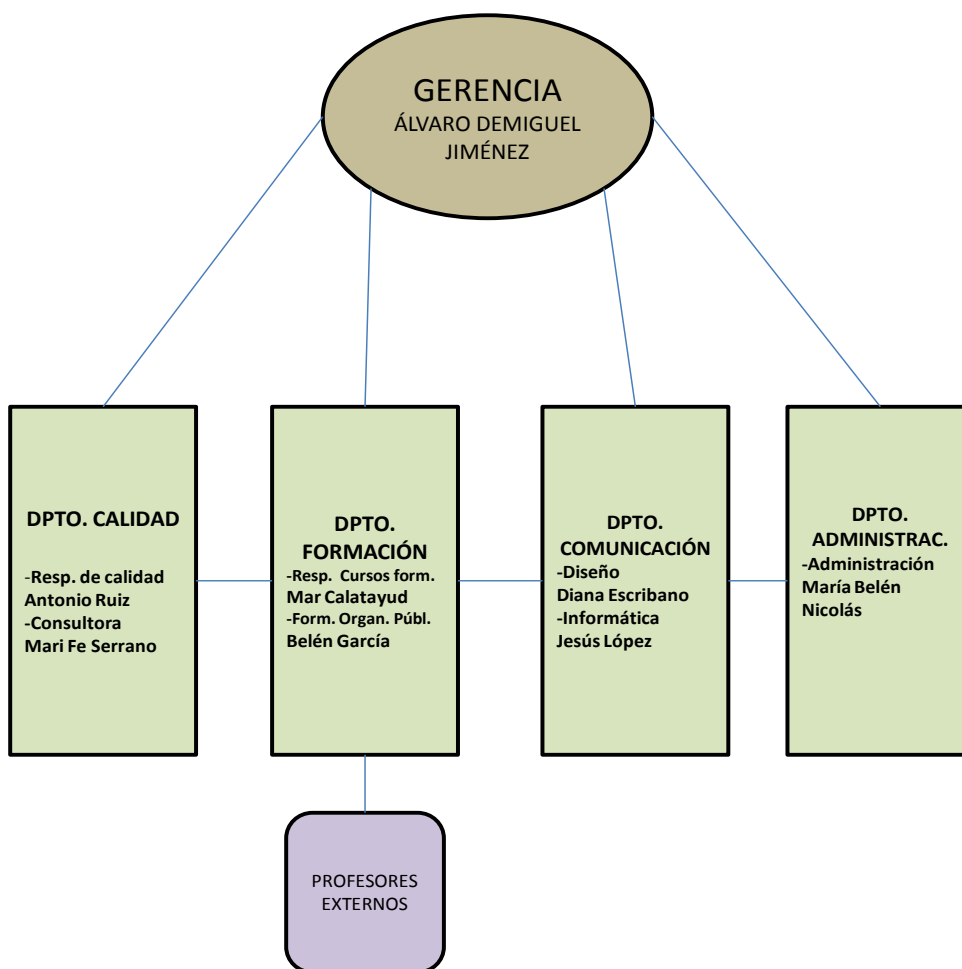 GERENCIA
ÁLVARO DEMIGUEL
JIMÉNEZ
DPTO. CALIDAD
-Resp. de calidad
Antonio Ruiz
-Consultora
Mari Fe Serrano
DPTO.
FORMACIÓN
-Resp. Cursos form.
Mar Calatayud
-Form. Organ. Públ.
Belén García
DPTO.
COMUNICACIÓN
-Diseño
Diana Escribano
-Informática
Jesús López
DPTO.
ADMINISTRAC.
-Administración
María Belén
Nicolás
PROFESORES
EXTERNOS